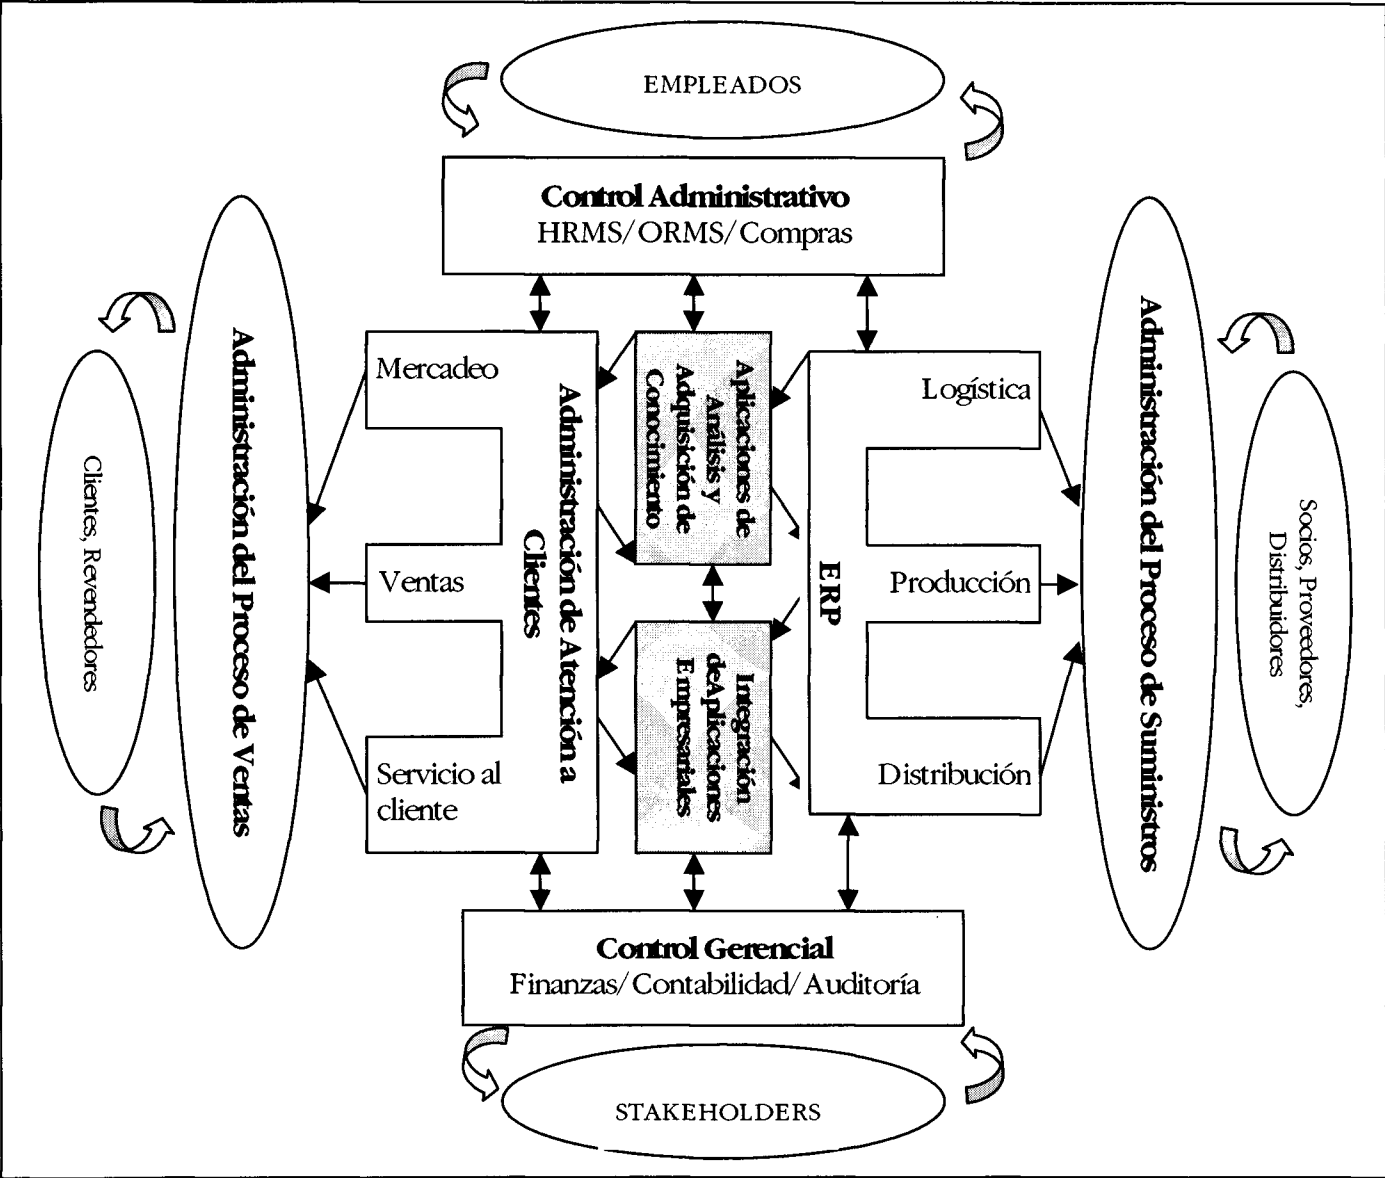 EMPLEADOS
Control Administrativo
HRMS/ORMS/Compras
Clientes, Revendedores
Administración del Proceso de Ventas
Mercadeo
Ventas
Servicio al
cliente
Administración de Atención a
Clientes
Aplicaciones de
Análisis y
Adquisición de
Conocimiento
Integración
deAplicaciones
Empresariales
ERP
Logística
Producción
Distribución
Administración del Proceso de Suministros
Socios, Proveedores,
Distribuidores
Control Gerencial
Finanzas/Contabilidad/Auditoría
STAKEHOLDERS